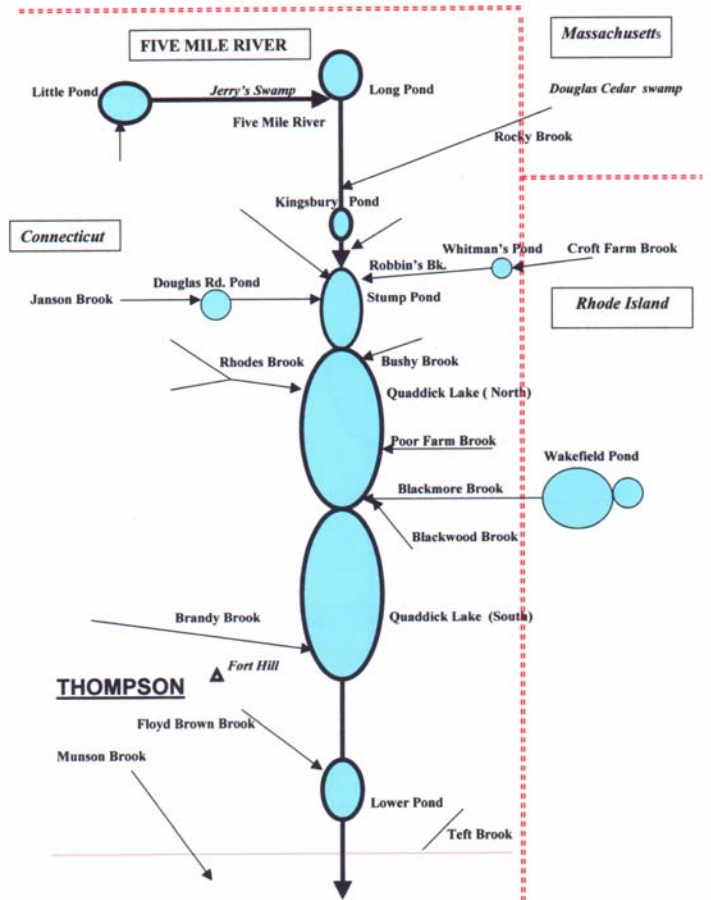 FIVE MILE RIVER
Massachusetts
Little Pond
Jerry's Swamp
Long Pond
Douglas Cedar swamp
Five Mile River
Rocky Brook
Kingsbury Pond
Connecticut
Whitman's Pond
Croft Farm Brook
Robbin's Bk.
Douglas Rd. Pond
Janson Brook
Stump Pond
Rhode Island
Rhodes Brook
Bushy Brook
Quaddick Lake ( North)
Poor Farm Brook
Wakefield Pond
Blackmore Brook
Blackwood Brook
Brandy Brook
Quaddick Lake (South)
Fort Hill
THOMPSON
Floyd Brown Brook
Munson Brook
Lower Pond
Teft Brook